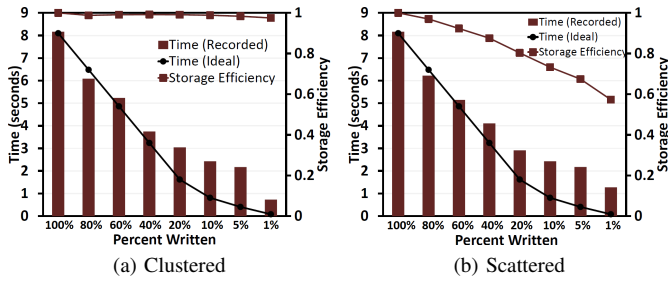 9
8
7
6
5
4
3
2
1
0
Time (seconds)
1
0.8
0.6
0.4
0.2
0
Storage Efficiency
Time (Recorded)
Time (Ideal)
Storage Efficiency
100% 80% 60% 40% 20% 10% 5% 1%
Percent Written
(a) Clustered
9
8
7
6
5
4
3
2
1
0
Time (seconds)
1
0.8
0.6
0.4
0.2
0
Storage Efficiency
Time (Recorded)
Time (Ideal)
Storage Efficiency
100% 80% 60% 40% 20% 10% 5% 1%
Percent Written
(b) Scattered